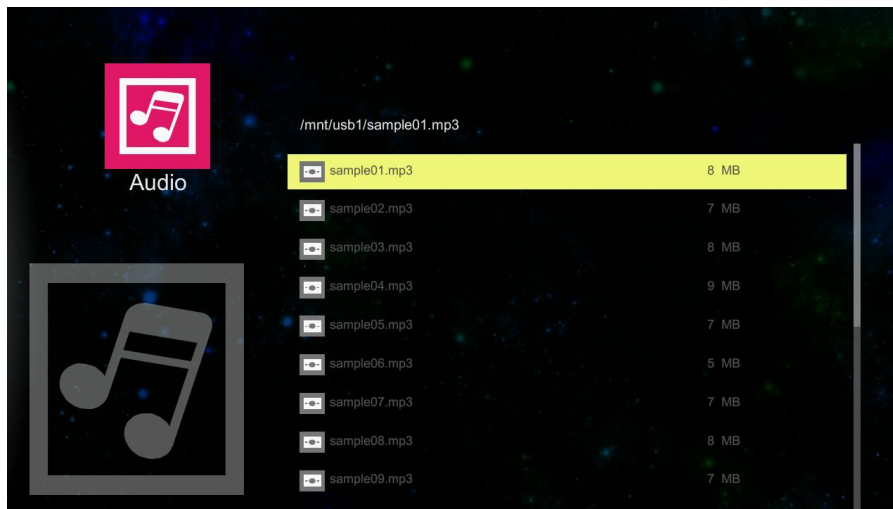 Audio
/mnt/usb1/sample01.mp3
sample01.mp3 8 MB
sample02.mp3 7 MB
sample03.mp3 8 MB
sample04.mp3 9 MB
sample05.mp3 7 MB
sample06.mp3 5 MB
sample07.mp3 7 MB
sample08.mp3 8 MB
sample09.mp3 7 MB